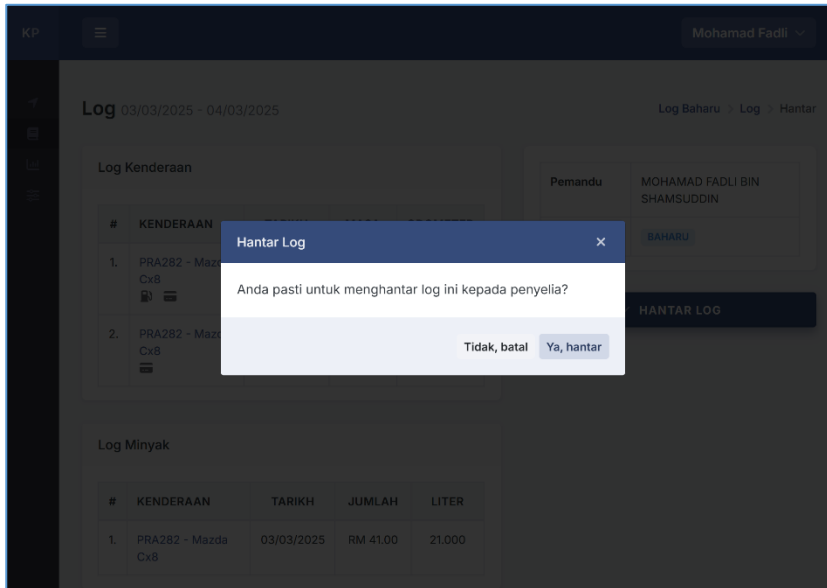 KP
Mohamad Fadli
Log 03/03/2025 - 04/03/2025
Log Baharu > Log > Hantar
Log Kenderaan
# KENDERAAN
1. PRA282 - Mazda
Cx8
2. PRA282 - Mazda
Cx8
Pemandu MOHAMAD FADLI BIN
SHAMSUDDIN
BAHARU
HANTAR LOG
Hantar Log
Anda pasti untuk menghantar log ini kepada penyelia?
Tidak, batal Ya, hantar
Log Minyak
# KENDERAAN TARIKH JUMLAH LITER
1. PRA282 - Mazda 03/03/2025 RM 41.00 21.000
Cx8